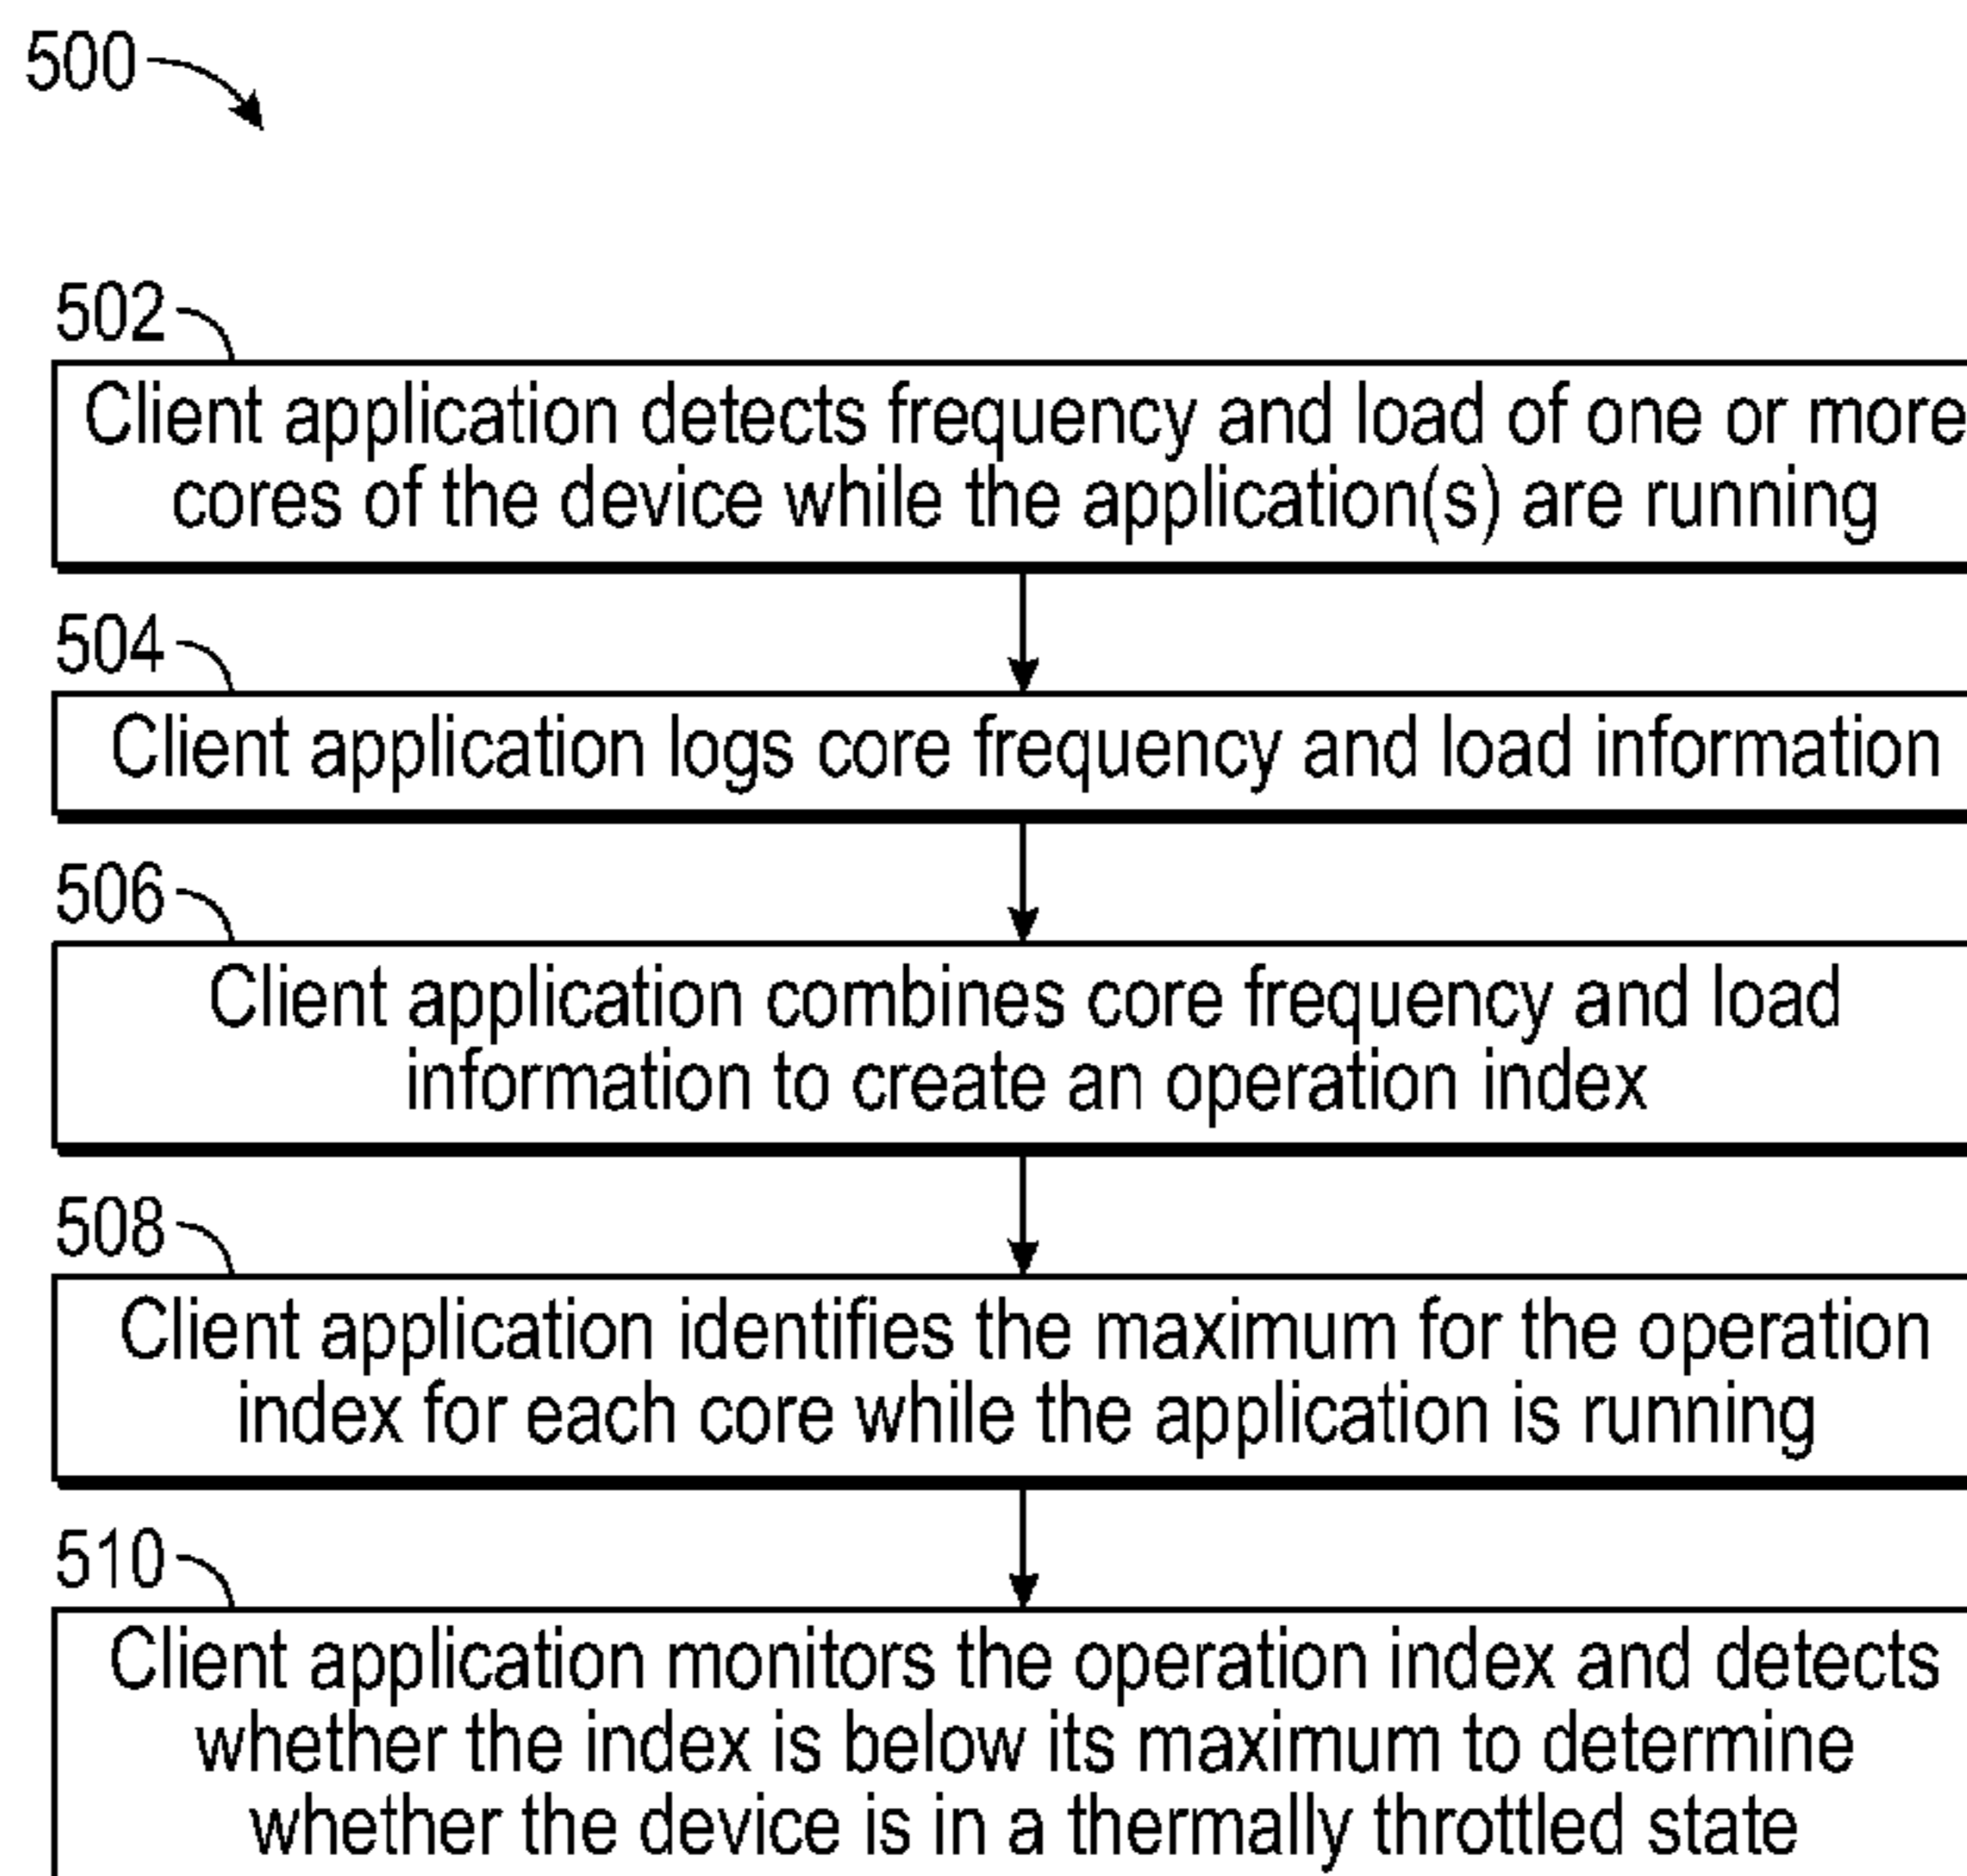 500
502
Client application detects frequency and load of one or more
cores of the device while the application(s) are running
504
Client application logs core frequency and load information
506
Client application combines core frequency and load
information to create an operation index
508
Client application identifies the maximum for the operation
index for each core while the application is running
510
Client application monitors the operation index and detects
whether the index is below its maximum to determine
whether the device is in a thermally throttled state